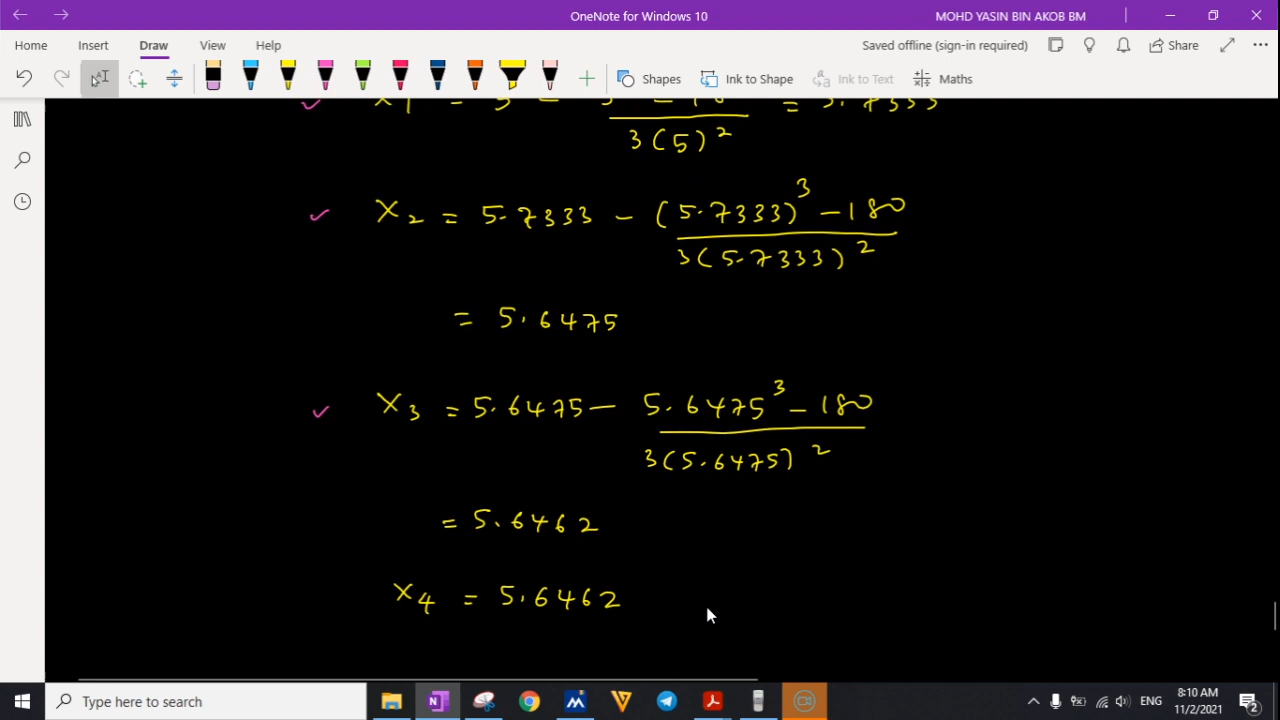 OneNote for Windows 10
MOHD YASIN BIN AKOB BM
Home Insert Draw View Help
Saved offline (sign-in required)
Share
Shapes
Ink to Shape
Ink to Text
Maths
3(5)²
X₂ = 5.7333 - (5.7333)³ - 180
3(5.7333)²
= 5.6475
X₃ = 5.6475 - 5.6475³ - 180
3(5.6475)²
= 5.6462
X₄ = 5.6462
Type here to search
ENG
8:10 AM
11/2/2021
2